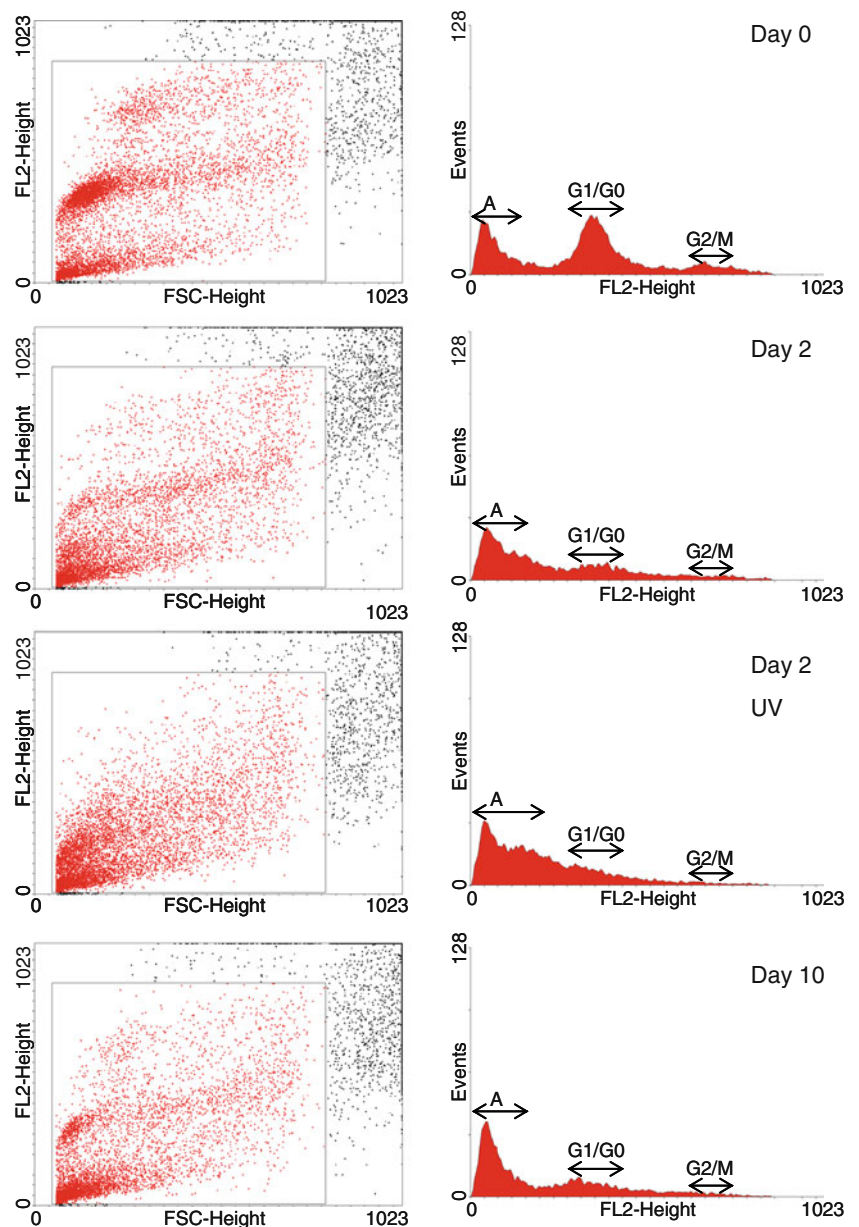 1023
FL2-Height
0
0
FSC-Height
1023
128
Events
0
Day 0
A
G1/G0
G2/M
FL2-Height
1023
1023
FL2-Height
0
0
FSC-Height
1023
128
Events
0
Day 2
A
G1/G0
G2/M
0
FL2-Height
1023
1023
FL2-Height
0
0
FSC-Height
1023
128
Events
0
Day 2
UV
A
G1/G0
G2/M
0
FL2-Height
1023
1023
FL2-Height
0
0
FSC-Height
1023
128
Events
0
Day 10
A
G1/G0
G2/M
0
FL2-Height
1023